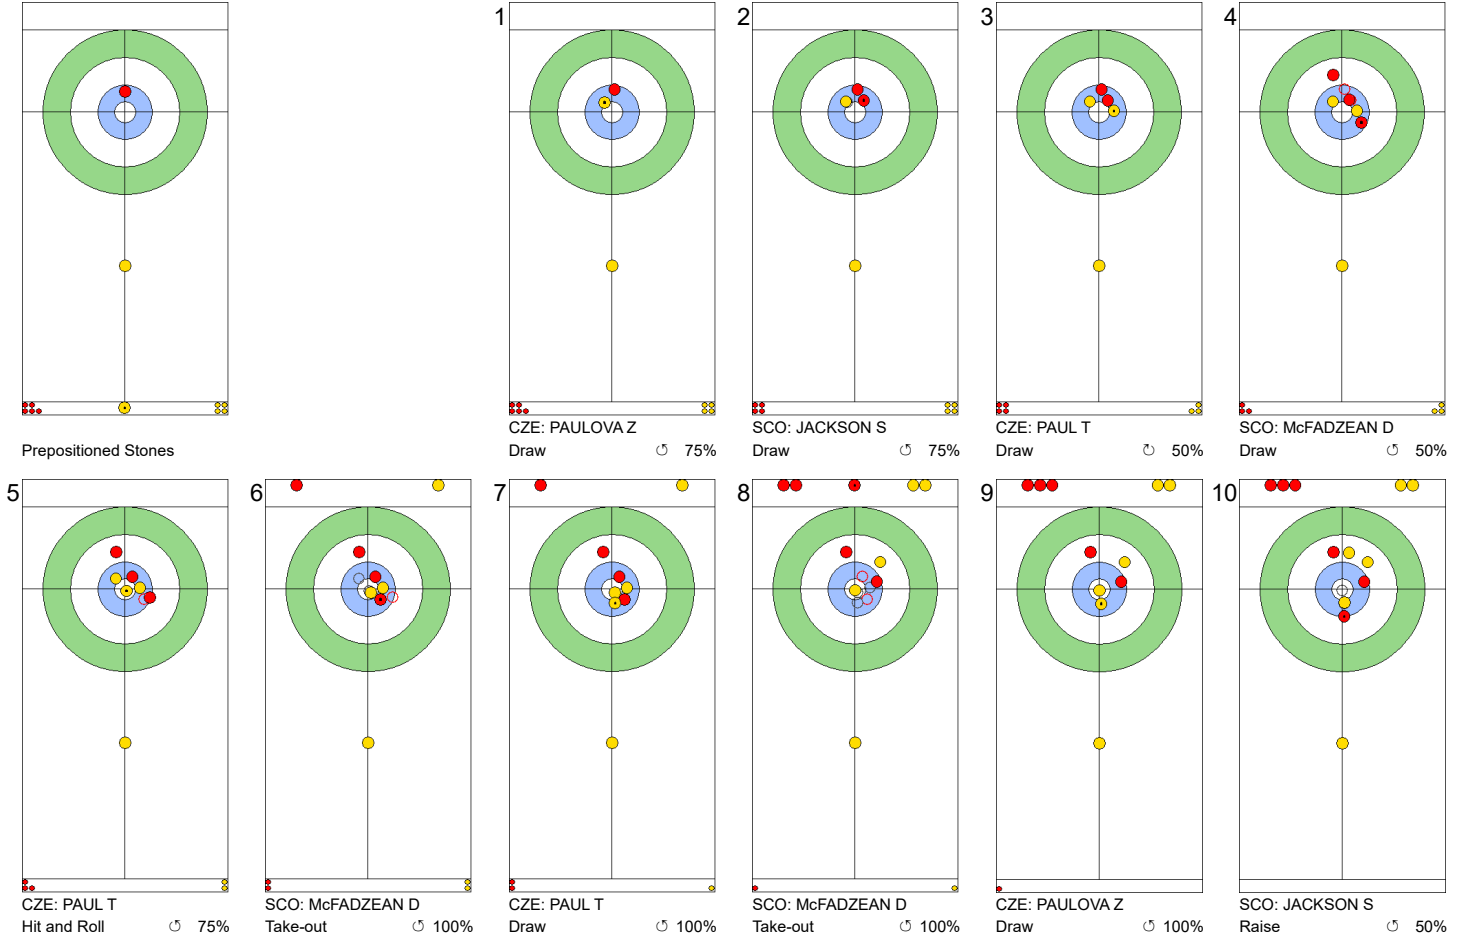 1
2
3
4
Prepositioned Stones
CZE: PAULOVA Z
Draw 75%
SCO: JACKSON S
Draw 75%
CZE: PAUL T
Draw 50%
SCO: McFADZEAN D
Draw 50%
5
6
7
8
9
10
CZE: PAUL T
Hit and Roll 75%
SCO: McFADZEAN D
Take-out 100%
CZE: PAUL T
Draw 100%
SCO: McFADZEAN D
Take-out 100%
CZE: PAULOVA Z
Draw 100%
SCO: JACKSON S
Raise 50%